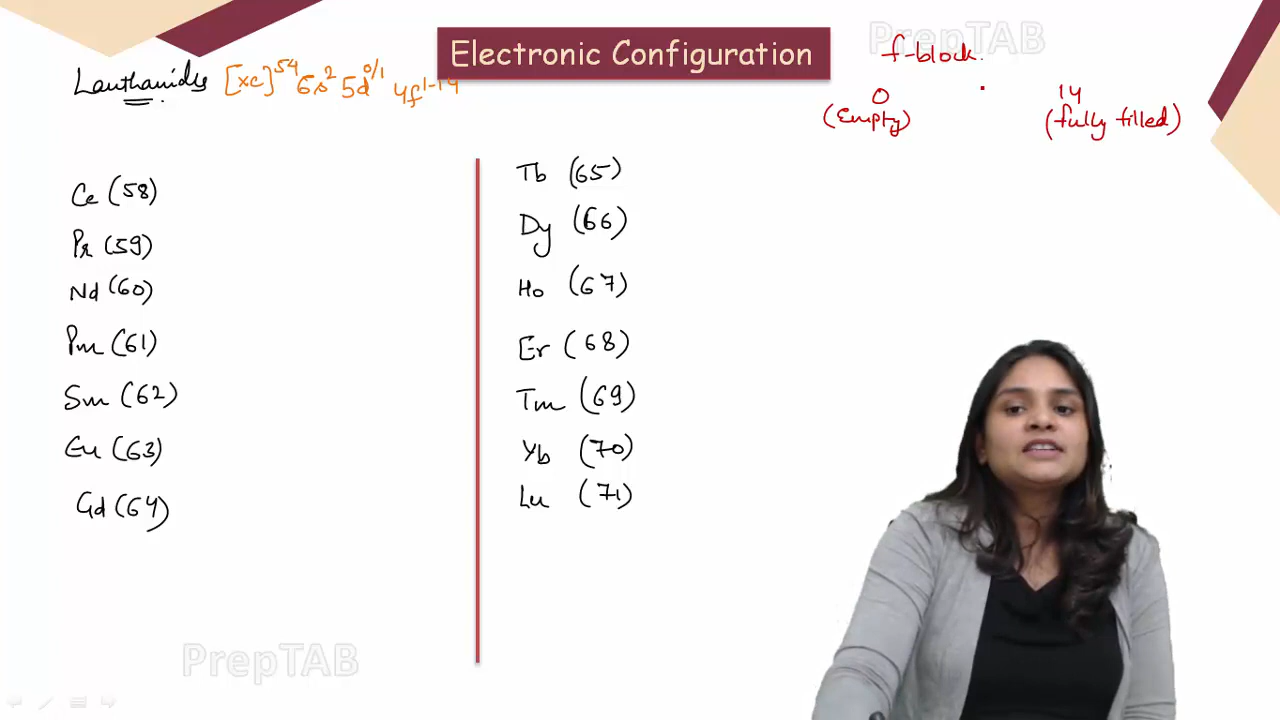 PrepTAB
Electronic Configuration
f-block
Lanthanides [xe]⁵⁴ 6s² 5d⁰/¹ 4f¹⁻¹⁴
0 14
(Empty) (fully filled)
Ce (58)
Pr (59)
Nd (60)
Pm (61)
Sm (62)
Eu (63)
Gd (64)
Tb (65)
Dy (66)
Ho (67)
Er (68)
Tm (69)
Yb (70)
Lu (71)
PrepTAB